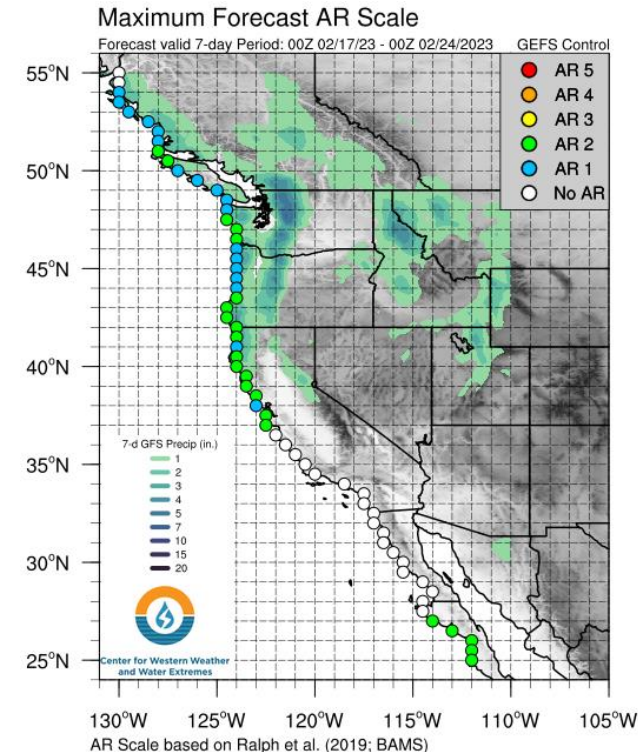 Maximum Forecast AR Scale
Forecast valid 7-day Period: 00Z 02/17/23 - 00Z 02/24/2023 GEFS Control
55°N
50°N
45°N
40°N
35°N
30°N
25°N
AR 5
AR 4
AR 3
AR 2
AR 1
No AR
7-d GFS Precip (in.)
1
2
3
4
5
7
10
15
20
Center for Western Weather
and Water Extremes
130°W 125°W 120°W 115°W 110°W 105°W
AR Scale based on Ralph et al. (2019; BAMS)